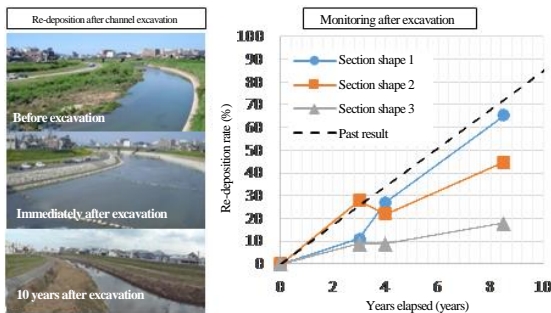 Re-deposition after channel excavation
Before excavation
Immediately after excavation
10 years after excavation
Monitoring after excavation
100
90
80
70
60
50
40
30
20
10
0
Re-deposition rate (%)
Section shape 1
Section shape 2
Section shape 3
Past result
0 2 4 6 8 10
Years elapsed (years)